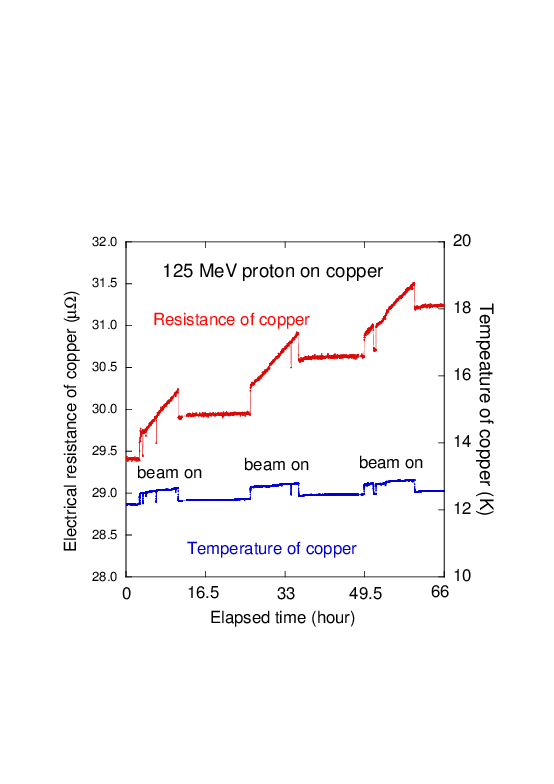 32.0
31.5
31.0
30.5
30.0
29.5
29.0
28.5
28.0
Electrical resistance of copper (μΩ)
125 MeV proton on copper
Resistance of copper
beam on
beam on
beam on
Temperature of copper
20
18
16
14
12
10
Tempeature of copper (K)
0
16.5
33
49.5
66
Elapsed time (hour)